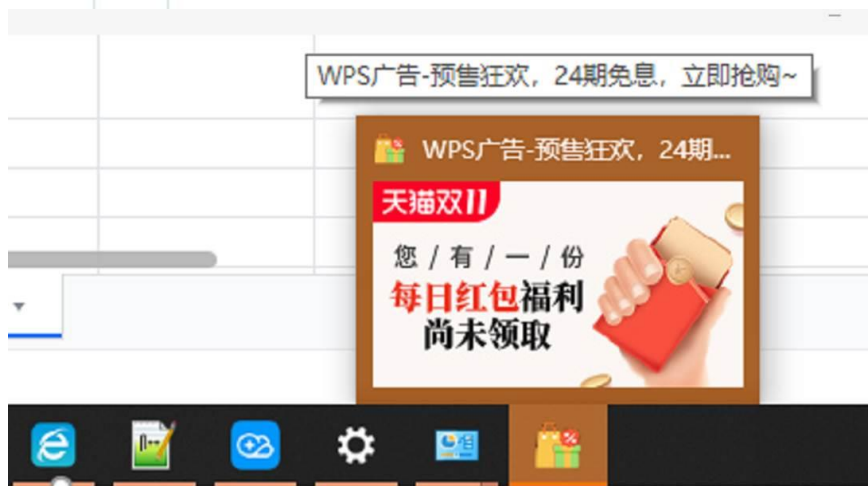 WPS广告-预售狂欢，24期免息，立即抢购~
WPS广告-预售狂欢，24期...
天猫双11
您 / 有 / 一 / 份
每日红包福利
尚未领取